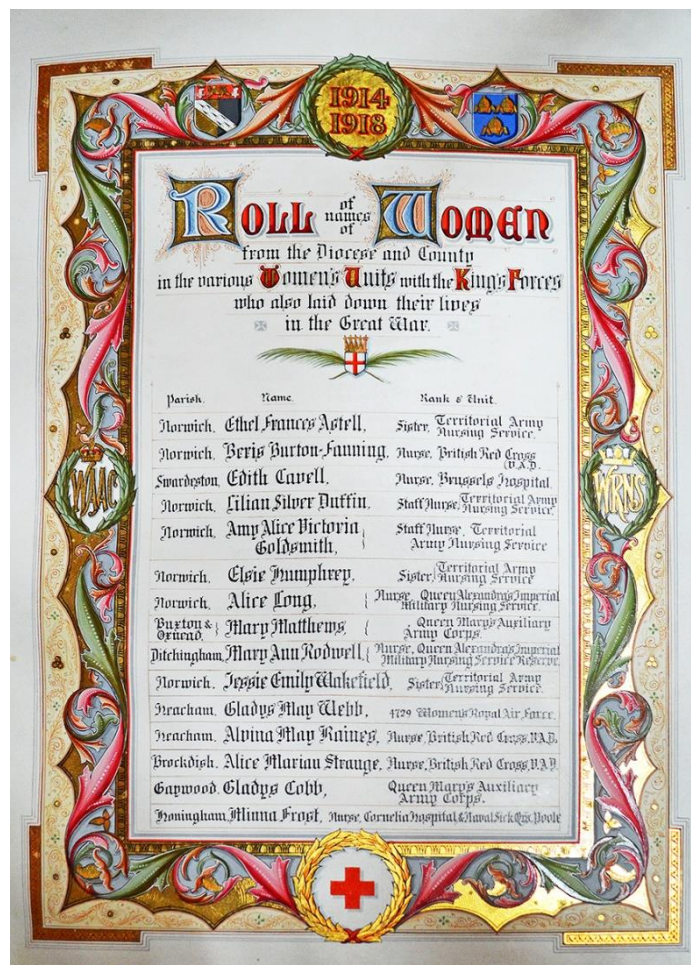 1914
1918
Roll of names of Women
from the Diocese and County
in the various Women's Units with the King's Forces
who also laid down their lives
in the Great War.
Parish. Name. Rank & Unit.
Norwich. Ethel Frances Astell, Sister, Territorial Army Nursing Service.
Norwich. Beris Burton-Fanning, Nurse, British Red Cross V.A.D.
Swardeston. Edith Cavell, Nurse, Brussels Hospital.
Norwich. Lilian Silver Duffin, Staff Nurse, Territorial Army Nursing Service.
Norwich. Amy Alice Victoria Goldsmith, Staff Nurse, Territorial Army Nursing Service
WAAC
WRNS
Norwich. Elsie Humphrey, Sister, Territorial Army Nursing Service
Norwich. Alice Long, Nurse, Queen Alexandra's Imperial Military Nursing Service.
Buxton & Mary Matthews, Queen Mary's Auxiliary Army Corps.
Ditchingham, Mary Ann Rodwell, Nurse, Queen Alexandra's Imperial Military Nursing Service Reserve.
Norwich. Jessie Emily Wakefield, Sister, Territorial Army Nursing Service.
Heacham. Gladys May Webb, 4729 Women's Royal Air Force.
Heacham. Alvina May Raines, Nurse, British Red Cross, V.A.D.
Brockdish. Alice Marian Strange, Nurse, British Red Cross, V.A.D.
Gaywood. Gladys Cobb, Queen Mary's Auxiliary Army Corps.
Honingham, Minna Frost, Nurse, Cornelia Hospital, & Naval Sick Qrs. Poole